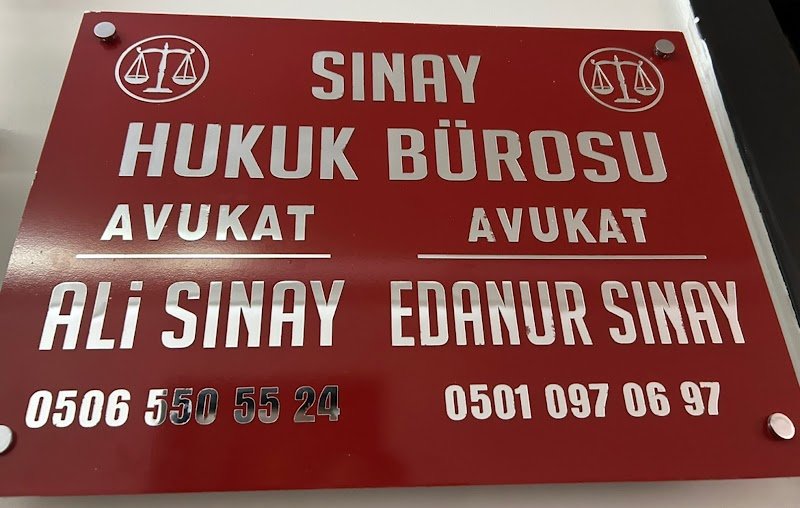 SINAY
HUKUK BÜROSU
AVUKAT AVUKAT
ALİ SINAY EDANUR SINAY
0506 550 55 24 0501 097 06 97